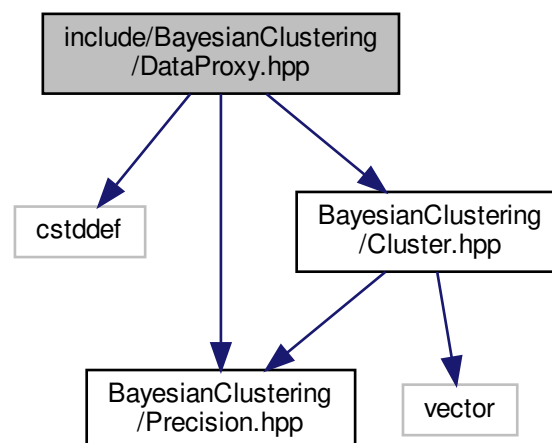 include/BayesianClustering
/DataProxy.hpp
cstddef
BayesianClustering
/Cluster.hpp
BayesianClustering
/Precision.hpp
vector